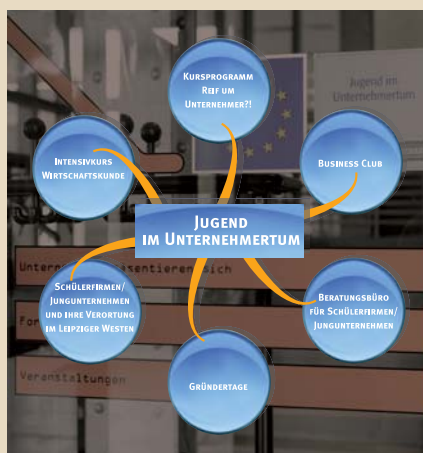 KURSPROGRAMM
REIF UM
UNTERNEHMER?!
Jugend im
Unternehmertum
INTENSIVKURS
WIRTSCHAFTSKUNDE
BUSINESS CLUB
JUGEND
IM UNTERNEHMERTUM
sich
SCHÜLERFIRMEN/
JUNGUNTERNEHMEN
UND IHRE VERORTUNG
IM LEIPZIGER WESTEN
BERATUNGSBÜRO
FÜR SCHÜLERFIRMEN/
JUNGUNTERNEHMEN
Veranstaltungen
GRÜNDERTAGE